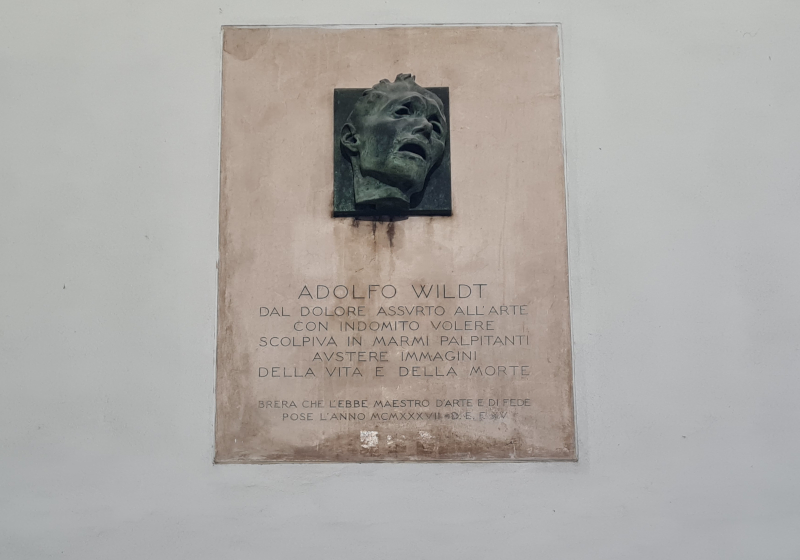 ADOLFO WILDT
DAL DOLORE ASSVRTO ALL'ARTE
CON INDOMITO VOLERE
SCOLPIVA IN MARMI PALPITANTI
AVSTERE IMMAGINI
DELLA VITA E DELLA MORTE
BRERA CHE L'EBBE MAESTRO D'ARTE E DI FEDE
POSE L'ANNO MCMXXXVII D. E. F. XV